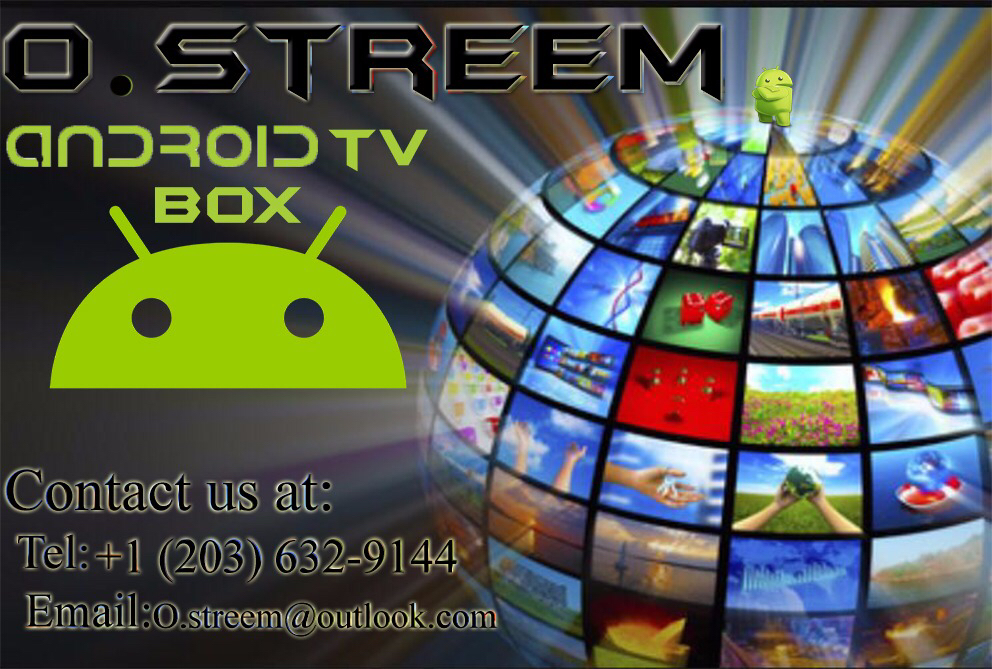 O.STREEM
ANDROID TV
BOX
Contact us at:
Tel:+1 (203) 632-9144
Email:O.streem@outlook.com